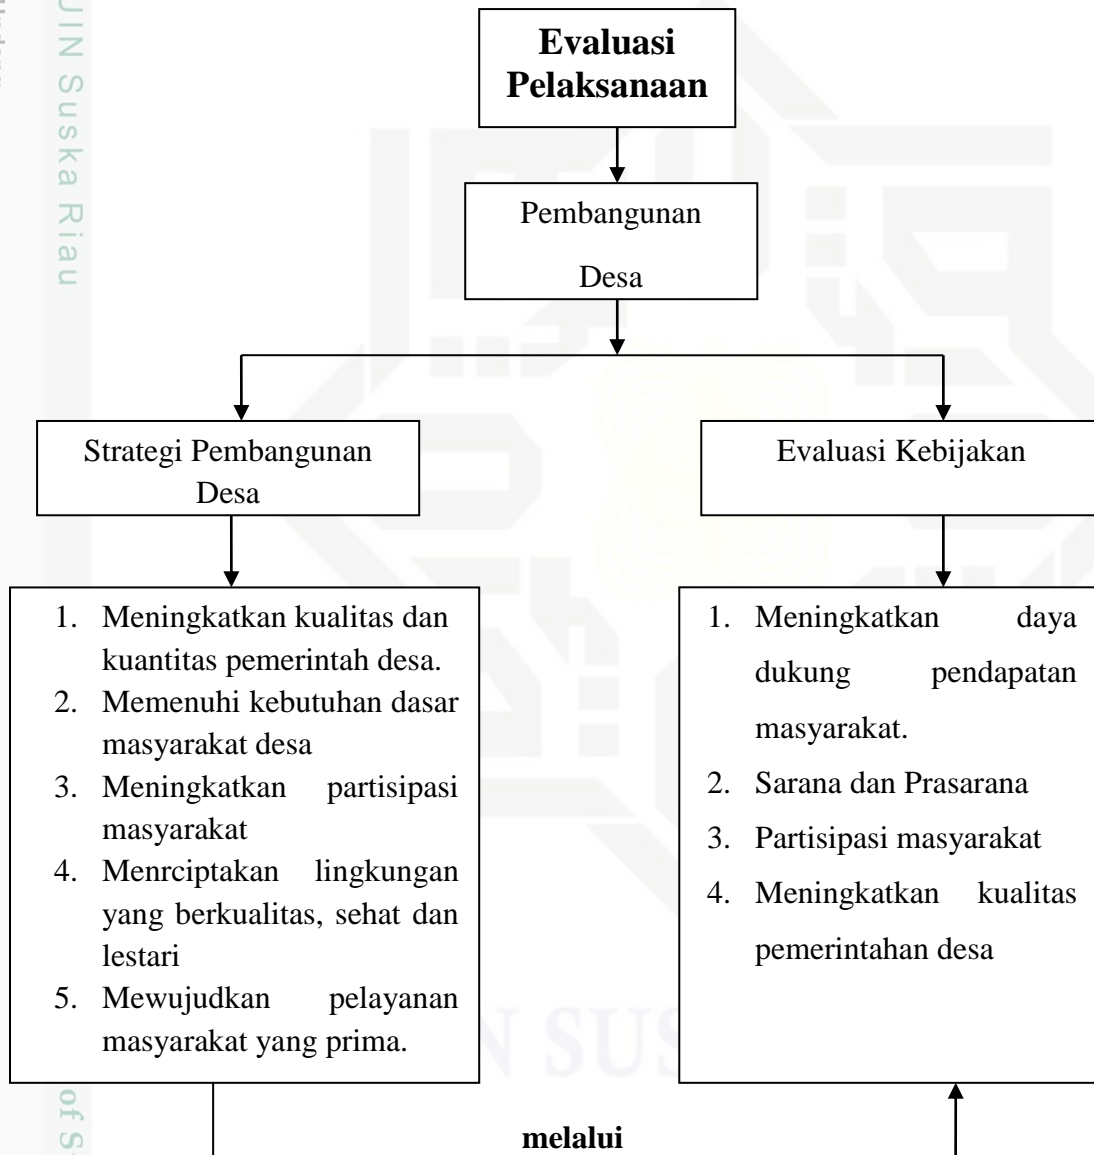 UIN Suska Riau
Evaluasi
Pelaksanaan
Pembangunan
Desa
Strategi Pembangunan
Desa
Evaluasi Kebijakan
1. Meningkatkan kualitas dan
kuantitas pemerintah desa.
2. Memenuhi kebutuhan dasar
masyarakat desa
3. Meningkatkan partisipasi
masyarakat
4. Menrciptakan lingkungan
yang berkualitas, sehat dan
lestari
5. Mewujudkan pelayanan
masyarakat yang prima.
1. Meningkatkan daya
dukung pendapatan
masyarakat.
2. Sarana dan Prasarana
3. Partisipasi masyarakat
4. Meningkatkan kualitas
pemerintahan desa
of
melalui